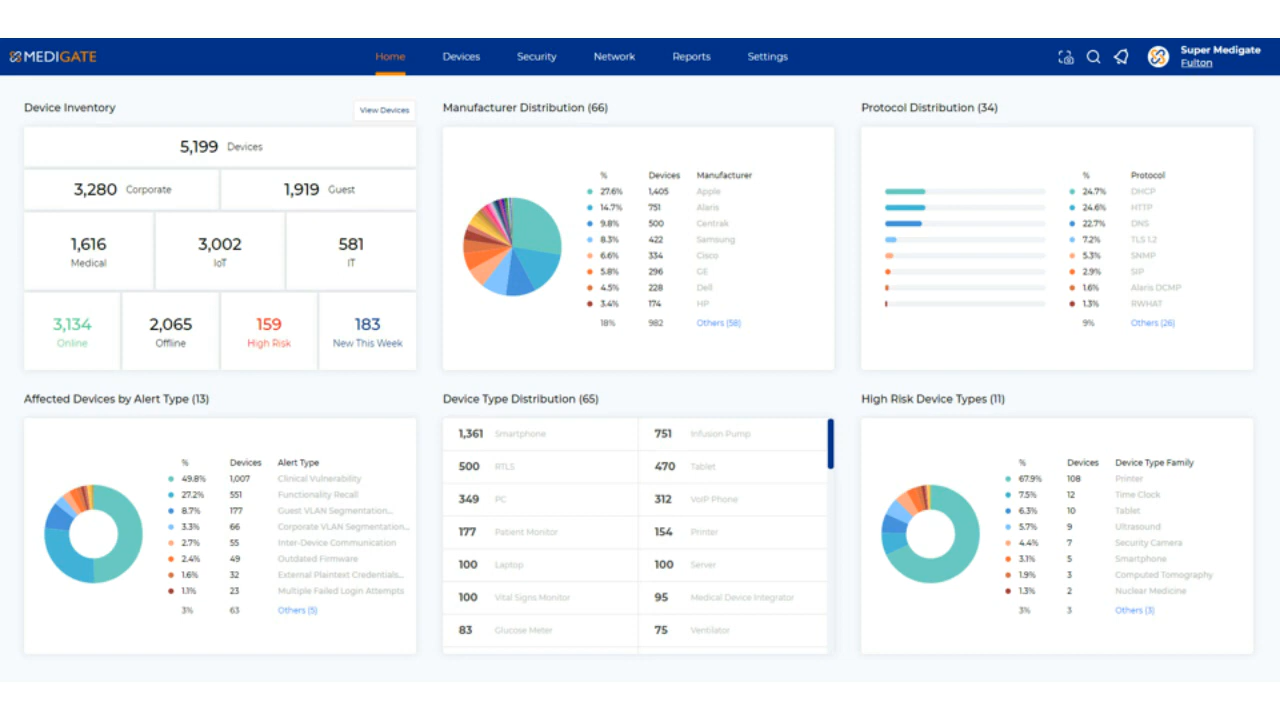 MEDIGATE
Home Devices Security Network Reports Settings
Super Medigate
Fulton
Device Inventory
View Devices
5,199 Devices
3,280 Corporate
1,919 Guest
1,616
Medical
3,002
IoT
581
IT
3,134
Online
2,065
Offline
159
High Risk
183
New This Week
Manufacturer Distribution (66)
% Devices Manufacturer
27.6% 1,405 Apple
14.7% 751 Alaris
9.8% 500 Centrak
8.3% 422 Samsung
6.6% 334 Cisco
5.8% 296 GE
4.5% 228 Dell
3.4% 174 HP
18% 982 Others (58)
Protocol Distribution (34)
% Protocol
24.7% DHCP
24.6% HTTP
22.7% DNS
7.2% TLS 1.2
5.3% SNMP
2.9% SIP
1.6% Alaris DCMP
1.3% RWHAT
9% Others (26)
Affected Devices by Alert Type (13)
% Devices Alert Type
49.8% 1,007 Clinical Vulnerability
27.2% 551 Functionality Recall
8.7% 177 Guest VLAN Segmentation...
3.3% 66 Corporate VLAN Segmentation...
2.7% 55 Inter-Device Communication
2.4% 49 Outdated Firmware
1.6% 32 External Plaintext Credentials...
1.1% 23 Multiple Failed Login Attempts
3% 63 Others (5)
Device Type Distribution (65)
1,361 Smartphone
751 Infusion Pump
500 RTLS
470 Tablet
349 PC
312 VoIP Phone
177 Patient Monitor
154 Printer
100 Laptop
100 Server
100 Vital Signs Monitor
95 Medical Device Integrator
83 Glucose Meter
75 Ventilator
High Risk Device Types (11)
% Devices Device Type Family
67.9% 108 Printer
7.5% 12 Time Clock
6.3% 10 Tablet
5.7% 9 Ultrasound
4.4% 7 Security Camera
3.1% 5 Smartphone
1.9% 3 Computed Tomography
1.3% 2 Nuclear Medicine
3% 3 Others (3)